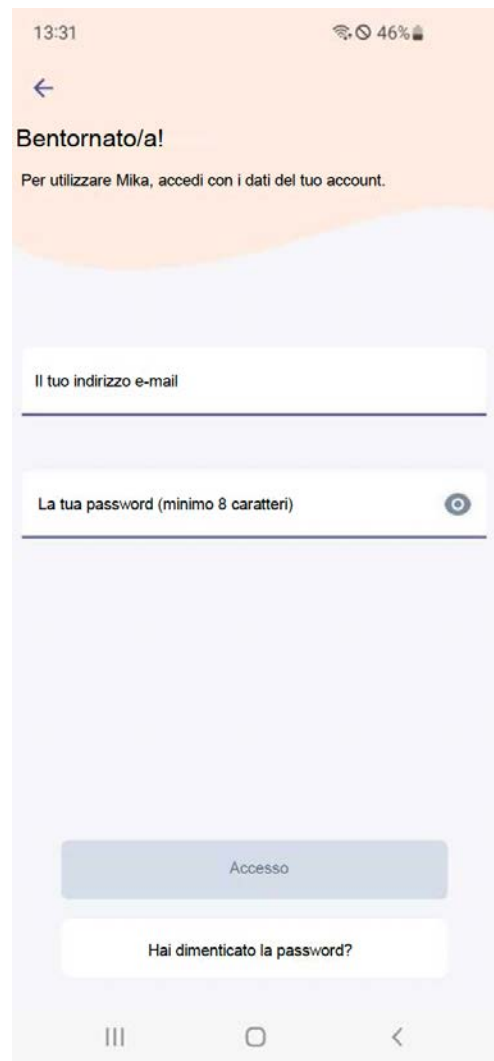 13:31 46%
Bentornato/a!
Per utilizzare Mika, accedi con i dati del tuo account.
Il tuo indirizzo e-mail
La tua password (minimo 8 caratteri)
Accesso
Hai dimenticato la password?